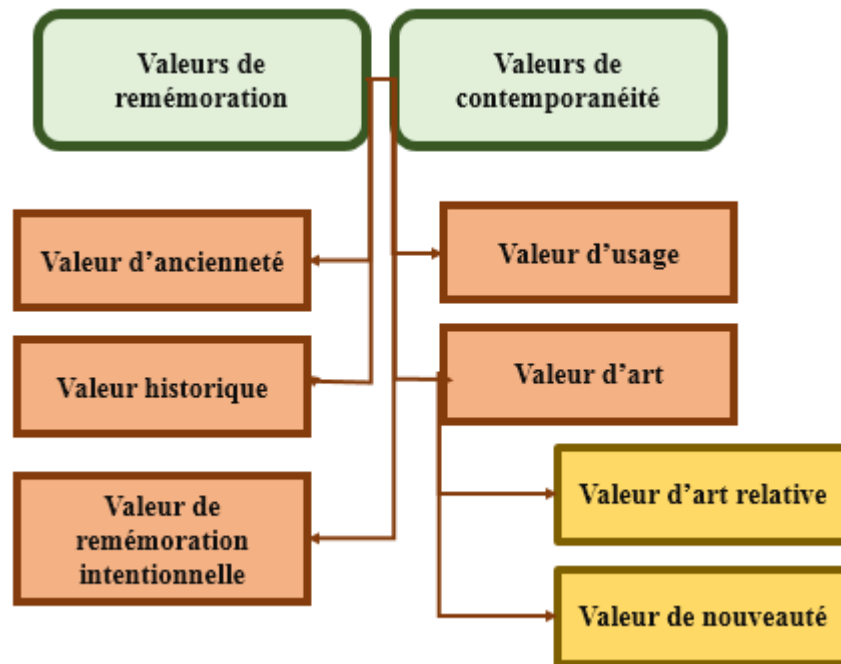 Valeurs de
remémoration
Valeurs de
contemporanéité
Valeur d’ancienneté
Valeur d’usage
Valeur historique
Valeur d’art
Valeur de
remémoration
intentionnelle
Valeur d’art relative
Valeur de nouveauté